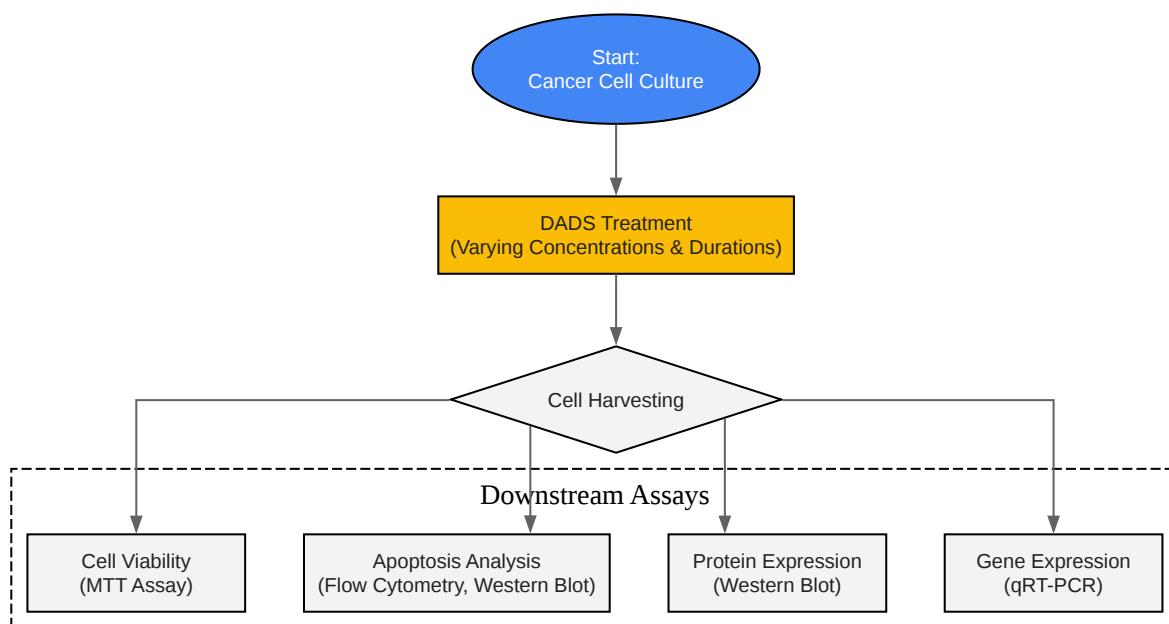 Start:
Cancer Cell Culture
DADS Treatment
(Varying Concentrations & Durations)
Cell Harvesting
Downstream Assays
Cell Viability
(MTT Assay)
Apoptosis Analysis
(Flow Cytometry, Western Blot)
Protein Expression
(Western Blot)
Gene Expression
(qRT-PCR)